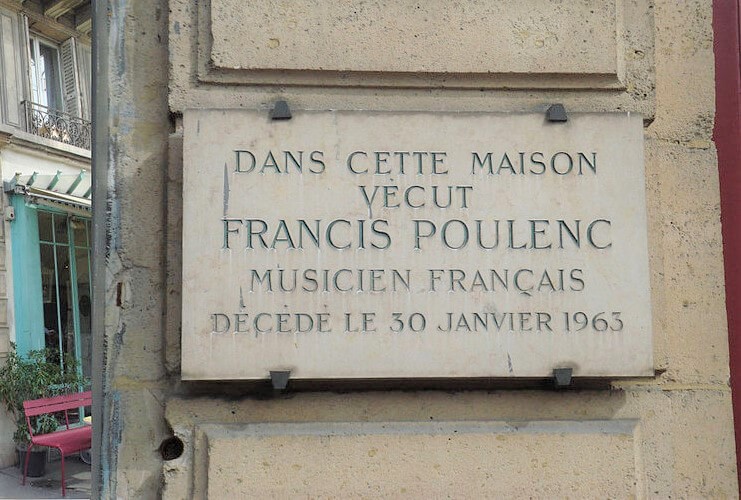 DANS CETTE MAISON
VÉCUT
FRANCIS POULENC
MUSICIEN FRANÇAIS
DÉCÉDÉ LE 30 JANVIER 1963